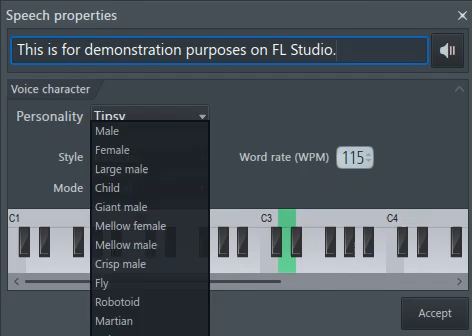 Speech properties
This is for demonstration purposes on FL Studio.
Voice character
Personality Tipsy
Male
Female
Style Large male Word rate (WPM) 115
Mode Child
Giant male
C1 C3 C4
Mellow female
Mellow male
Crisp male
Fly
Robotoid
Martian
Accept